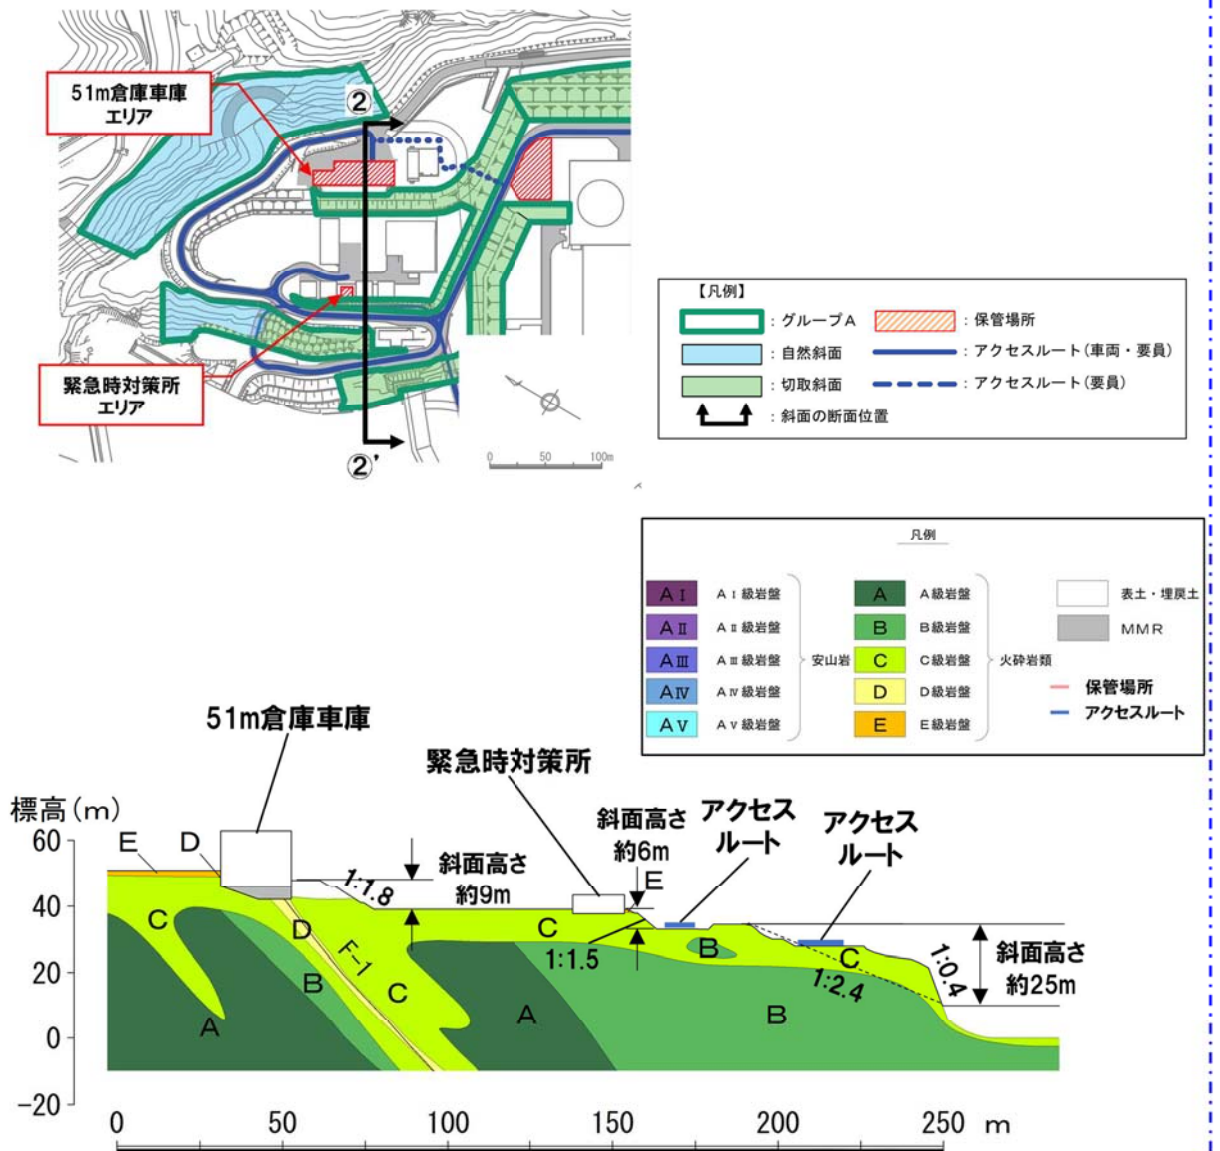 51m倉庫車庫
エリア
②
緊急時対策所
エリア
②'
0 50 100m
【凡例】
：グループA
：保管場所
：自然斜面
：アクセスルート(車両・要員)
：切取斜面
：アクセスルート(要員)
：斜面の断面位置
凡例
AⅠ AⅠ級岩盤
AⅡ AⅡ級岩盤
AⅢ AⅢ級岩盤
AⅣ AⅣ級岩盤
AⅤ AⅤ級岩盤
安山岩
A A級岩盤
B B級岩盤
C C級岩盤
D D級岩盤
E E級岩盤
火砕岩類
表土・埋戻土
MMR
保管場所
アクセスルート
51m倉庫車庫
緊急時対策所
標高(m)
斜面高さ
約6m
アクセス
ルート
アクセス
ルート
60
40
20
0
-20
E
D
1:1.8
斜面高さ
約9m
E
C
D
F-1
C
1:1.5
B
C
1:2.4
1:0.4
斜面高さ
約25m
B
C
A
A
B
0 50 100 150 200 250 m